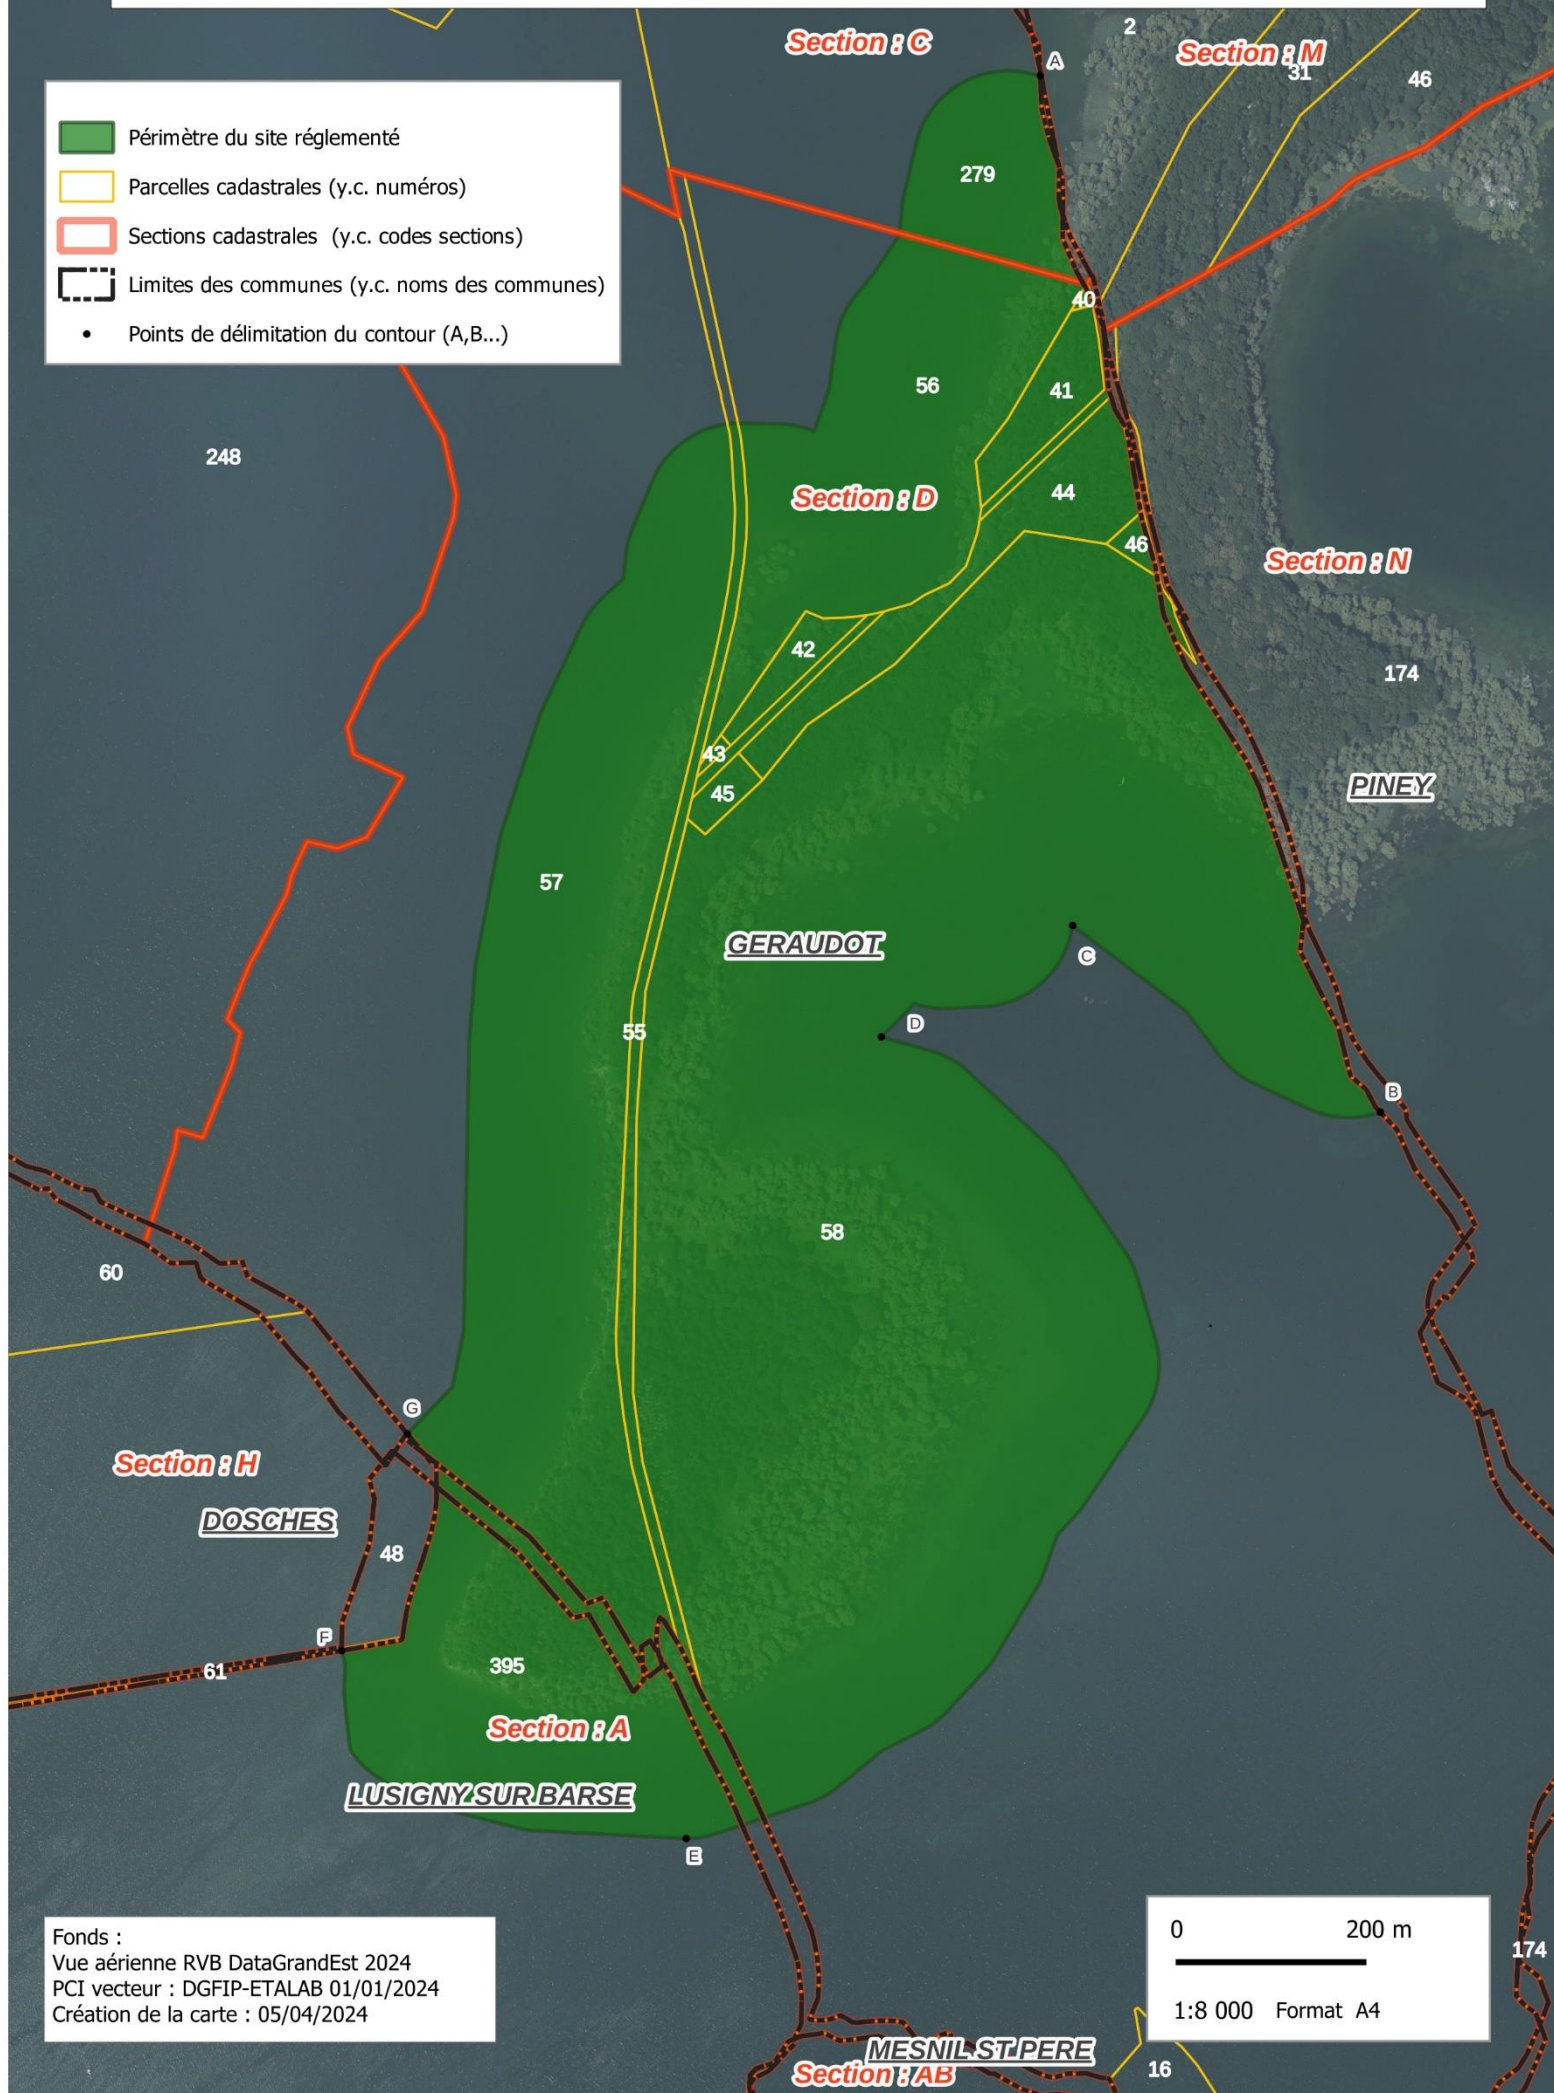 Section : C
2
Section : M
31
46
A
Périmètre du site réglementé
Parcelles cadastrales (y.c. numéros)
Sections cadastrales (y.c. codes sections)
Limites des communes (y.c. noms des communes)
Points de délimitation du contour (A,B...)
279
40
56
41
248
Section : D
44
46
Section : N
42
174
43
45
PINEY
57
GERAUDOT
C
D
55
B
58
60
G
Section : H
DOSCHES
48
F
61
395
Section : A
LUSIGNY SUR BARSE
E
Fonds :
Vue aérienne RVB DataGrandEst 2024
PCI vecteur : DGFIP-ETALAB 01/01/2024
Création de la carte : 05/04/2024
0 200 m
1:8 000 Format A4
174
MESNIL ST PERE
Section : AB
16